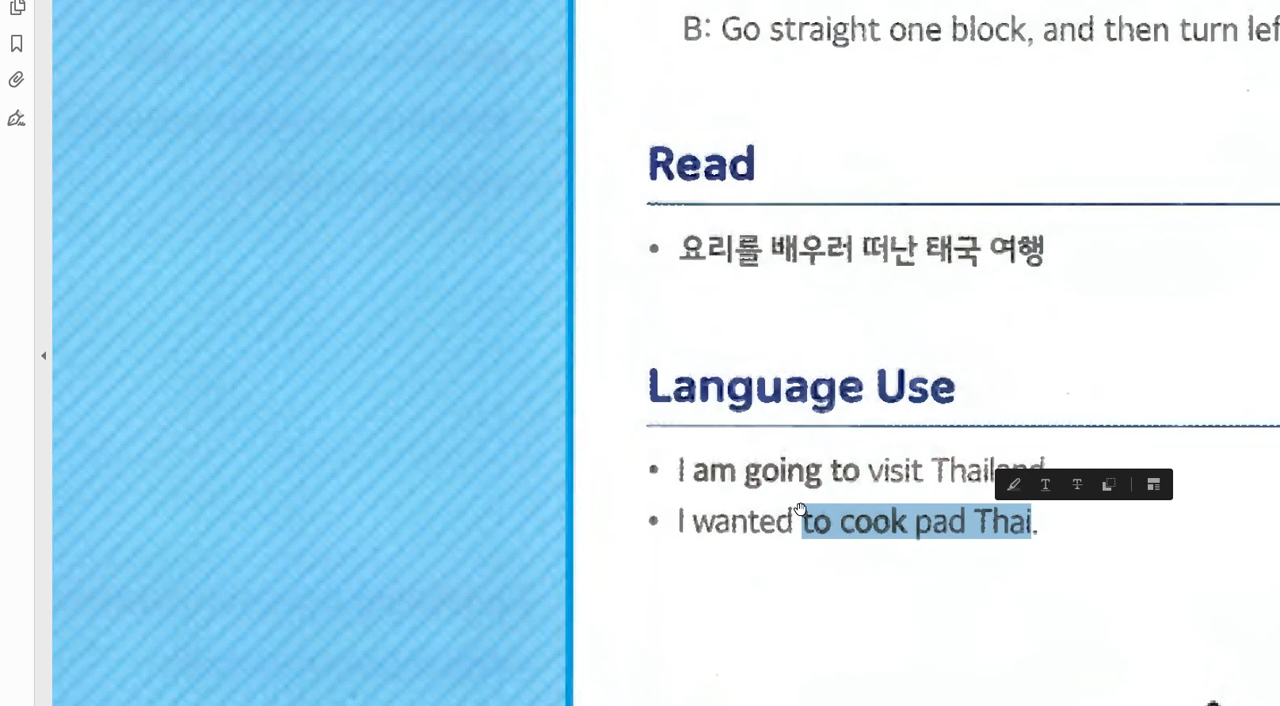 B: Go straight one block, and then turn
Read
• 요리를 배우러 떠난 태국 여행
Language Use
• I am going to visit Thailand
• I wanted to cook pad Thai.